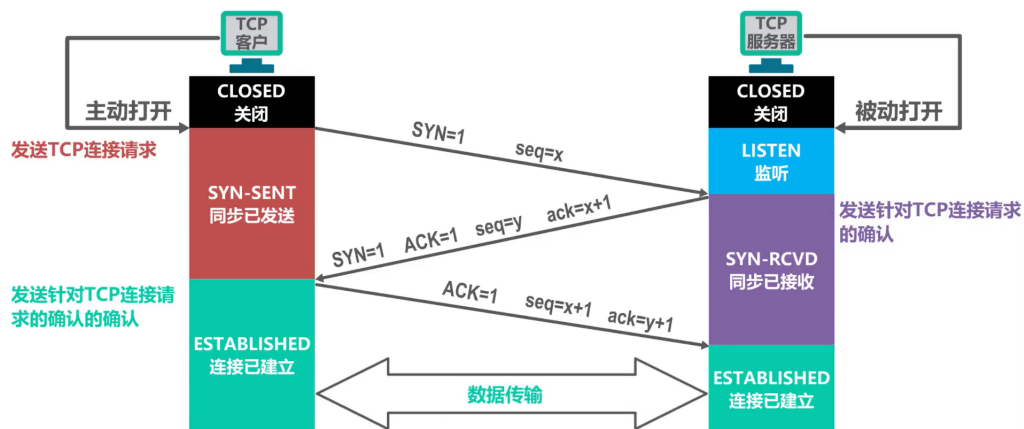 TCP
客户
TCP
服务器
CLOSED
关闭
CLOSED
关闭
主动打开
被动打开
发送TCP连接请求
SYN=1 seq=x
LISTEN
监听
SYN-SENT
同步已发送
发送针对TCP连接请求
的确认
SYN=1 ACK=1 seq=y ack=x+1
SYN-RCVD
同步已接收
发送针对TCP连接请
求的确认的确认
ACK=1 seq=x+1 ack=y+1
ESTABLISHED
连接已建立
数据传输
ESTABLISHED
连接已建立